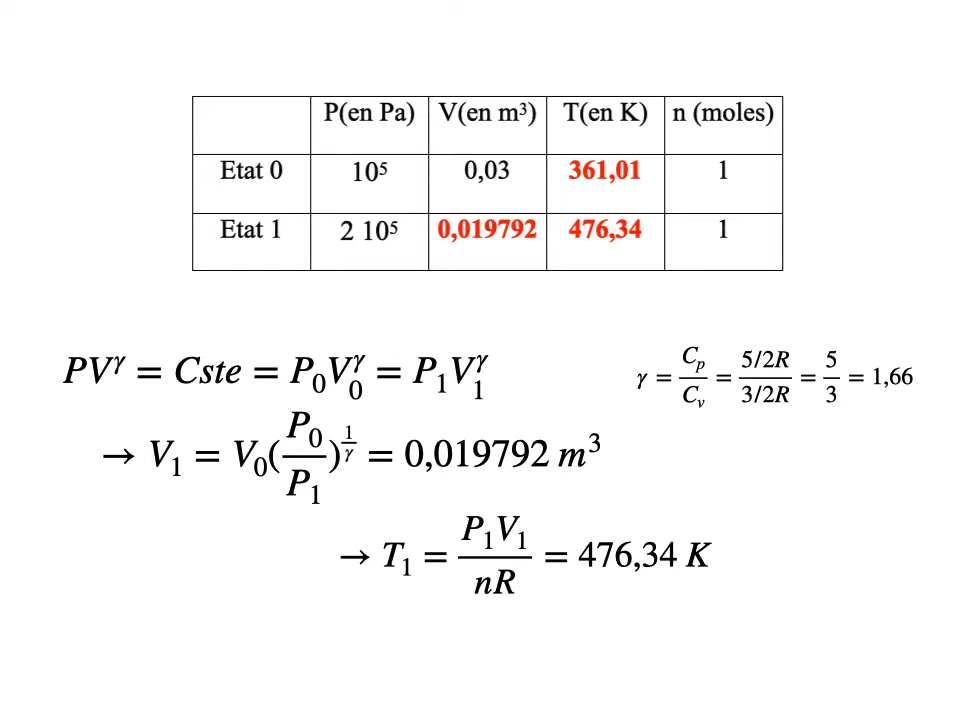 P(en Pa) V(en m³) T(en K) n (moles)
Etat 0 10⁵ 0,03 361,01 1
Etat 1 2 10⁵ 0,019792 476,34 1
PV^γ = Cste = P₀V₀^γ = P₁V₁^γ
γ = C_p/C_v = 5/2R / 3/2R = 5/3 = 1,66
→ V₁ = V₀(P₀/P₁)^(1/γ) = 0,019792 m³
→ T₁ = P₁V₁/nR = 476,34 K